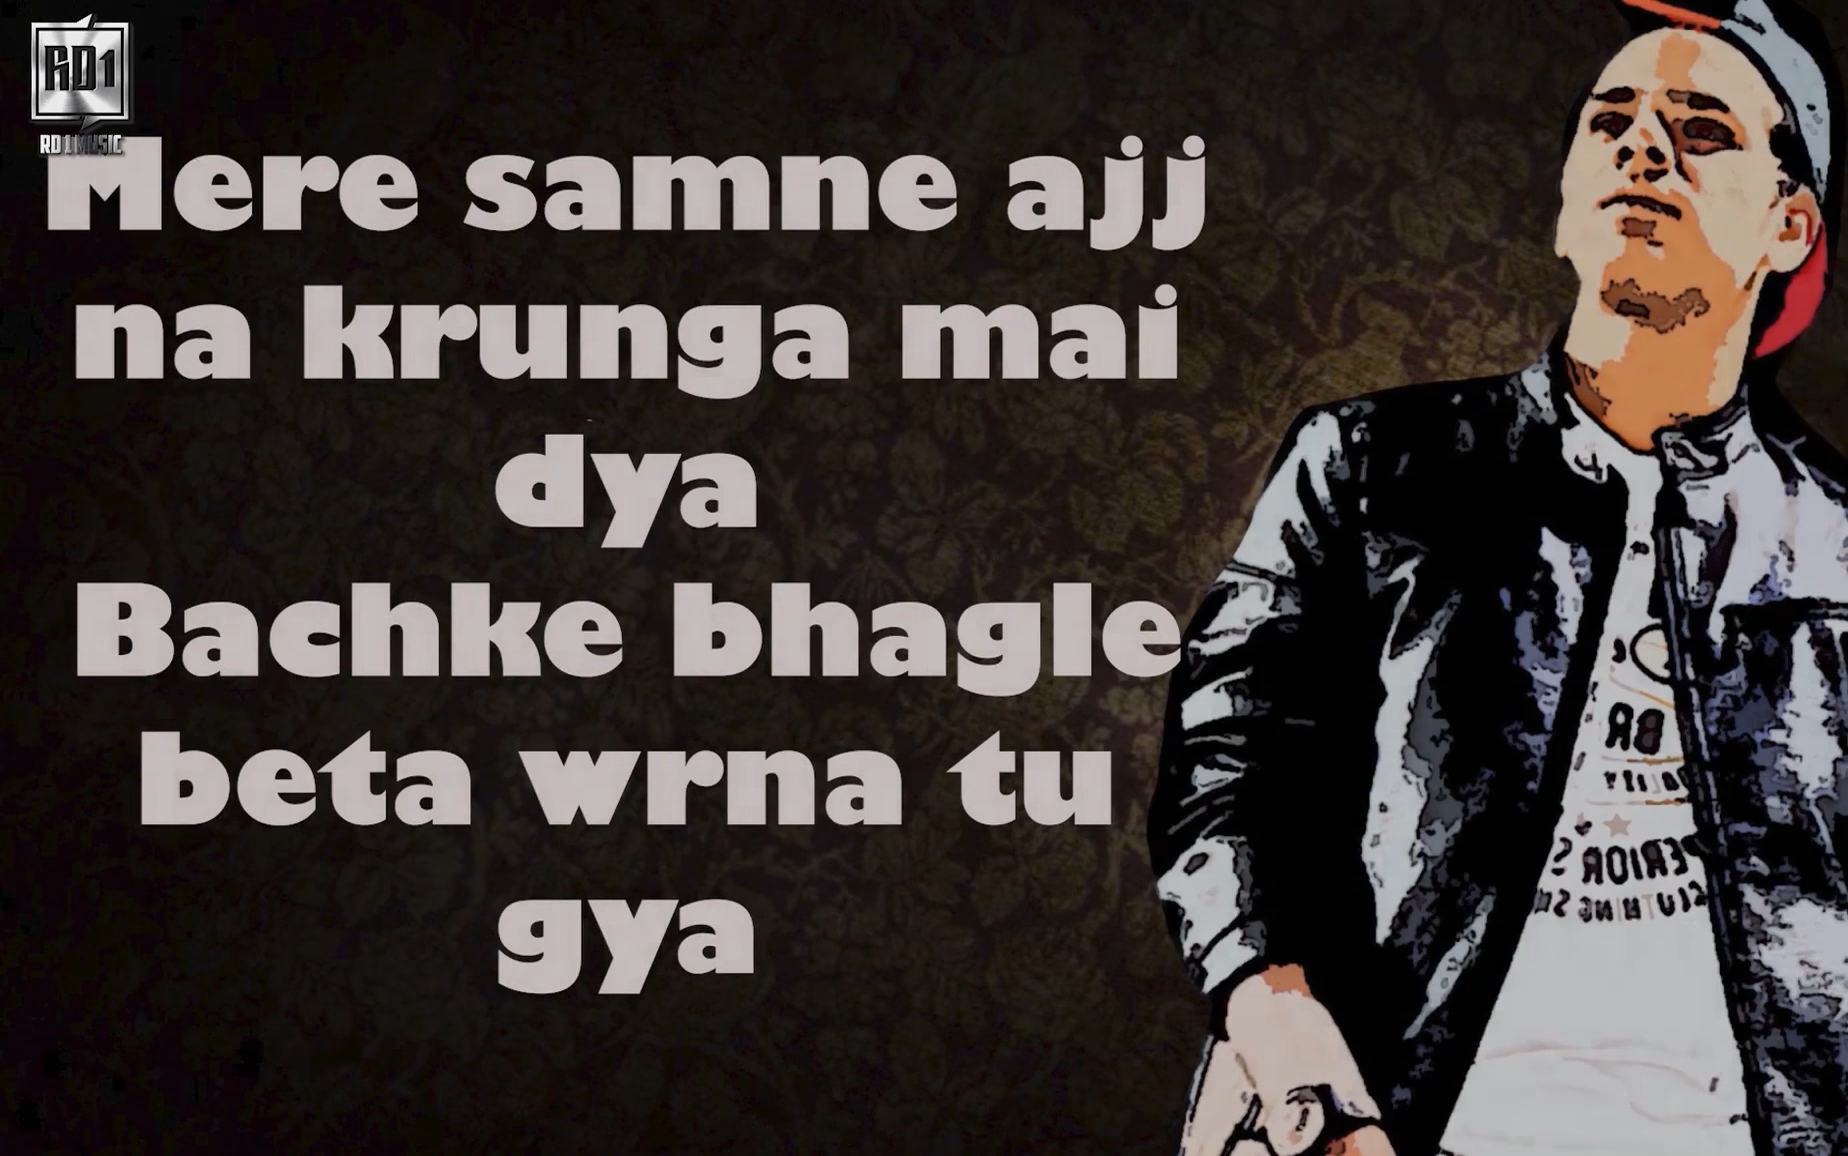 RD1
RD1MUSIC
Mere samne ajj
na krunga mai
dya
Bachke bhagle
beta wrna tu
gya